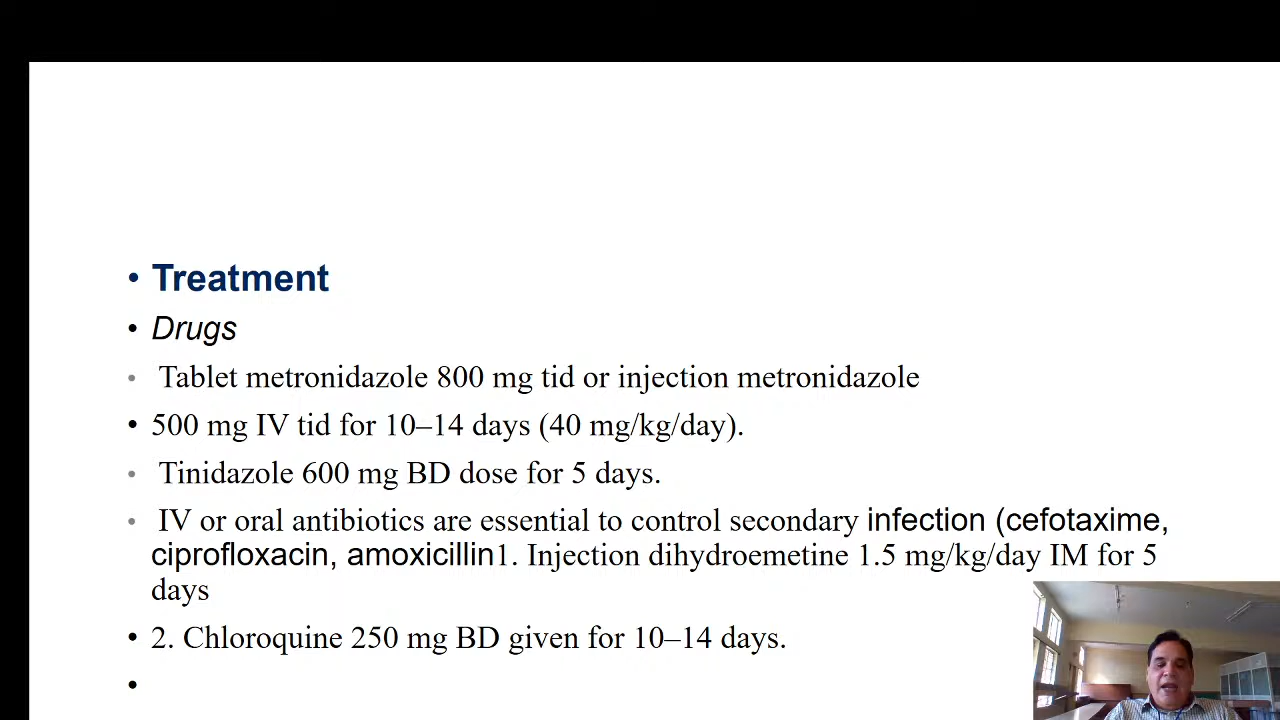 • Treatment
• Drugs
• Tablet metronidazole 800 mg tid or injection metronidazole
• 500 mg IV tid for 10–14 days (40 mg/kg/day).
• Tinidazole 600 mg BD dose for 5 days.
• IV or oral antibiotics are essential to control secondary infection (cefotaxime,
ciprofloxacin, amoxicillin1. Injection dihydroemetine 1.5 mg/kg/day IM for 5
days
• 2. Chloroquine 250 mg BD given for 10–14 days.
•